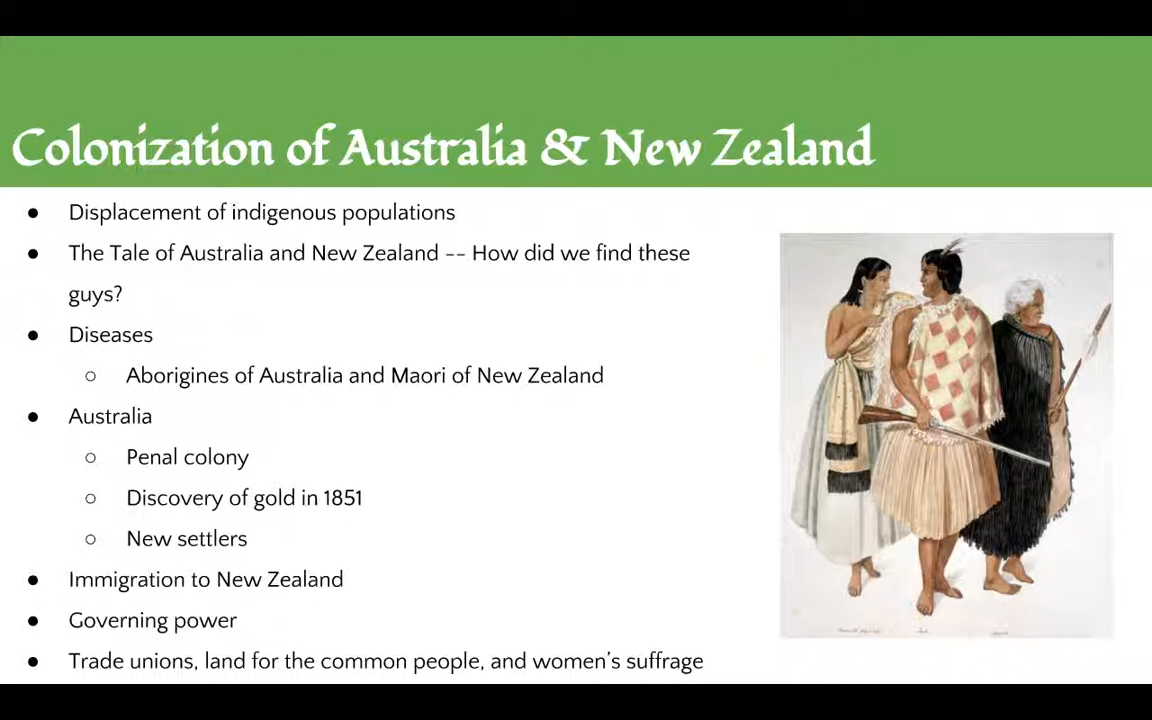 Colonization of Australia & New Zealand
● Displacement of indigenous populations
● The Tale of Australia and New Zealand -- How did we find these
guys?
● Diseases
○ Aborigines of Australia and Maori of New Zealand
● Australia
○ Penal colony
○ Discovery of gold in 1851
○ New settlers
● Immigration to New Zealand
● Governing power
● Trade unions, land for the common people, and women's suffrage